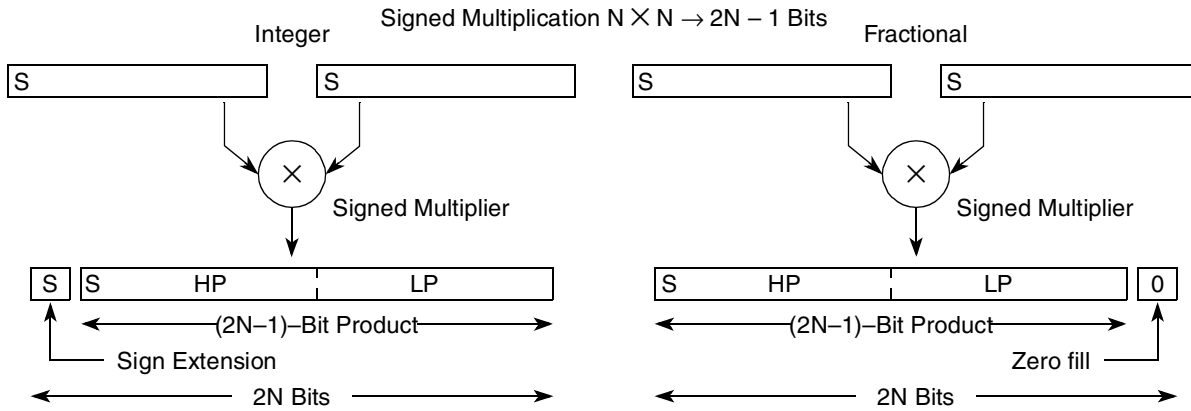 Signed Multiplication N × N → 2N – 1 Bits
Integer
Fractional
S
S
S
S
×
×
Signed Multiplier
Signed Multiplier
S
S HP LP
S HP LP
0
(2N–1)–Bit Product
(2N–1)–Bit Product
Sign Extension
Zero fill
2N Bits
2N Bits